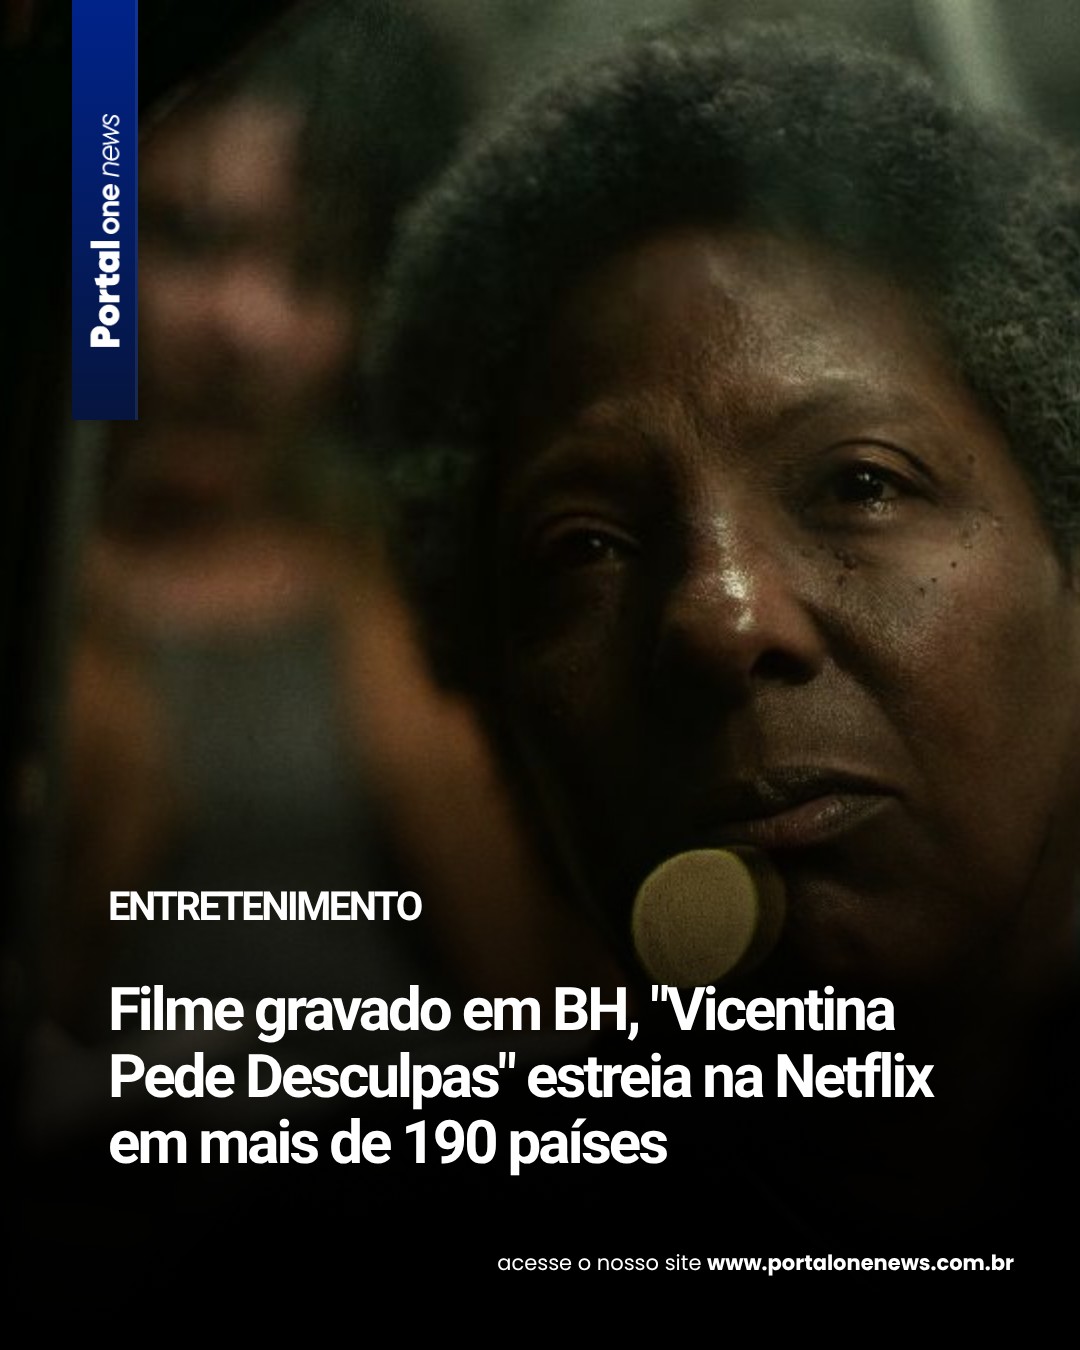 Portal one news
ENTRETENIMENTO
Filme gravado em BH, "Vicentina
Pede Desculpas" estreia na Netflix
em mais de 190 países
acesse o nosso site www.portalonenews.com.br